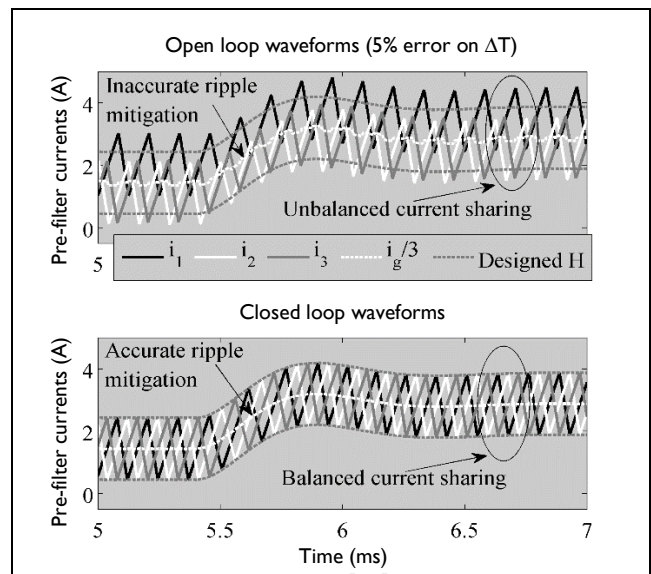 Open loop waveforms (5% error on ΔT)
Pre-filter currents (A)
4
2
0
Inaccurate ripple
mitigation
Unbalanced current sharing
5
i1 i2 i3 ig/3 Designed H
Closed loop waveforms
Pre-filter currents (A)
4
2
0
Accurate ripple
mitigation
Balanced current sharing
5 5.5 6 6.5 7
Time (ms)